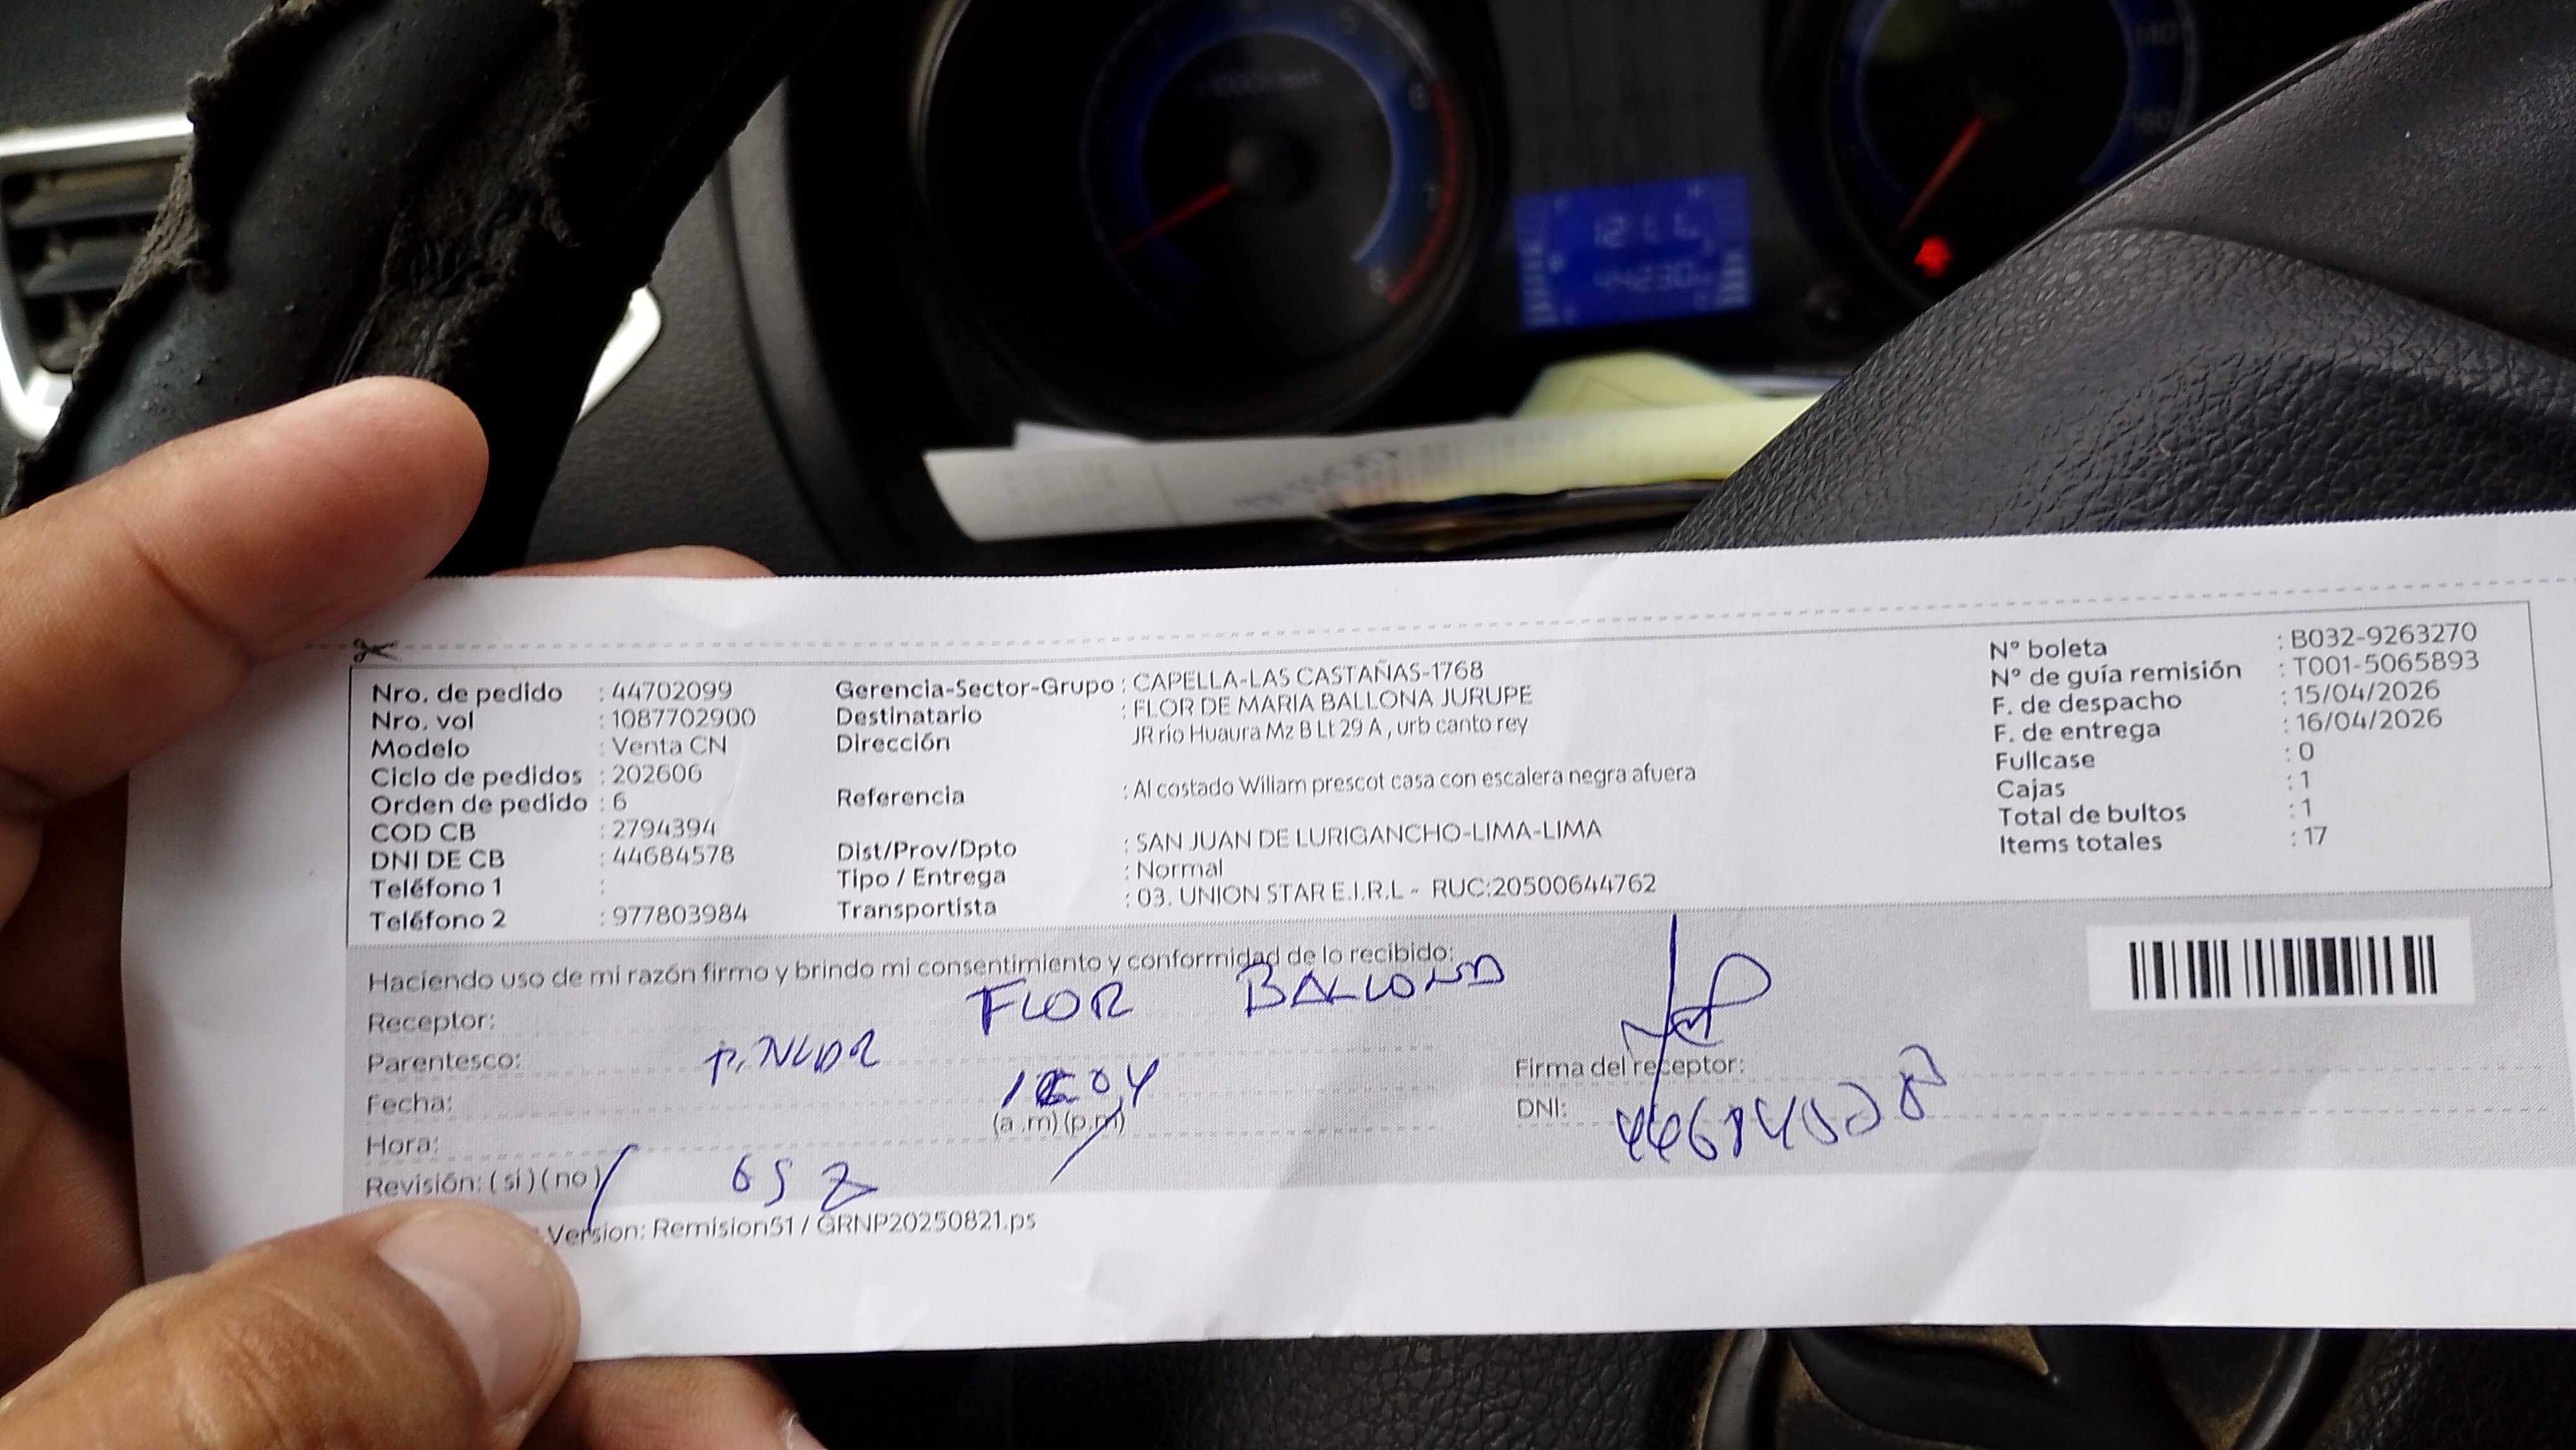 Nro. de pedido : 44702099
Nro. vol : 1087702900
Modelo : Venta CN
Ciclo de pedidos : 202606
Orden de pedido : 6
COD CB : 2794394
DNI DE CB : 44684578
Teléfono 1 :
Teléfono 2 : 977803984
Gerencia-Sector-Grupo : CAPELLA-LAS CASTAÑAS-1768
Destinatario : FLOR DE MARIA BALLONA JURUPE
Dirección JR rio Huaura Mz B Lt 29 A , urb canto rey
Referencia : Al costado Wiliam prescot casa con escalera negra afuera
Dist/Prov/Dpto : SAN JUAN DE LURIGANCHO-LIMA-LIMA
Tipo / Entrega : Normal
Transportista : 03. UNION STAR E.I.R.L - RUC:20500644762
N° boleta : B032-9263270
N° de guía remisión : T001-5065893
F. de despacho : 15/04/2026
F. de entrega : 16/04/2026
Fullcase : 0
Cajas : 1
Total de bultos : 1
Items totales : 17
Haciendo uso de mi razón firmo y brindo mi consentimiento y conformidad de lo recibido:
Receptor: FLOR BALLONA
Parentesco:
Fecha:
Hora: (a .m) (p.m)
Revisión: ( si ) ( no ) 652
Firma del receptor:
DNI:
Version: Remision51 / GRNP20250821.ps